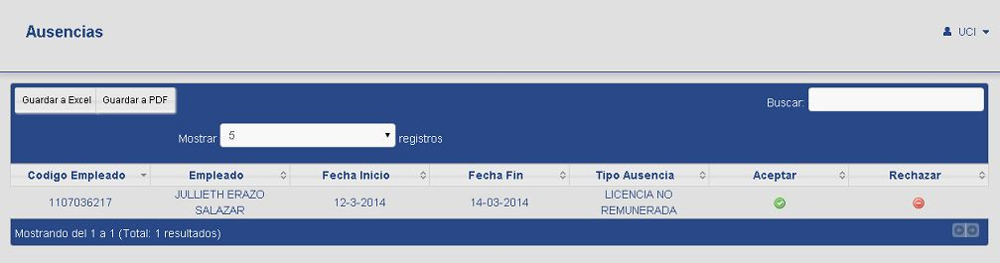 Ausencias
UCI
Guardar a Excel Guardar a PDF
Buscar:
Mostrar 5 registros
Codigo Empleado Empleado Fecha Inicio Fecha Fin Tipo Ausencia Aceptar Rechazar
1107036217 JULLIETH ERAZO SALAZAR 12-3-2014 14-03-2014 LICENCIA NO REMUNERADA
Mostrando del 1 a 1 (Total: 1 resultados)